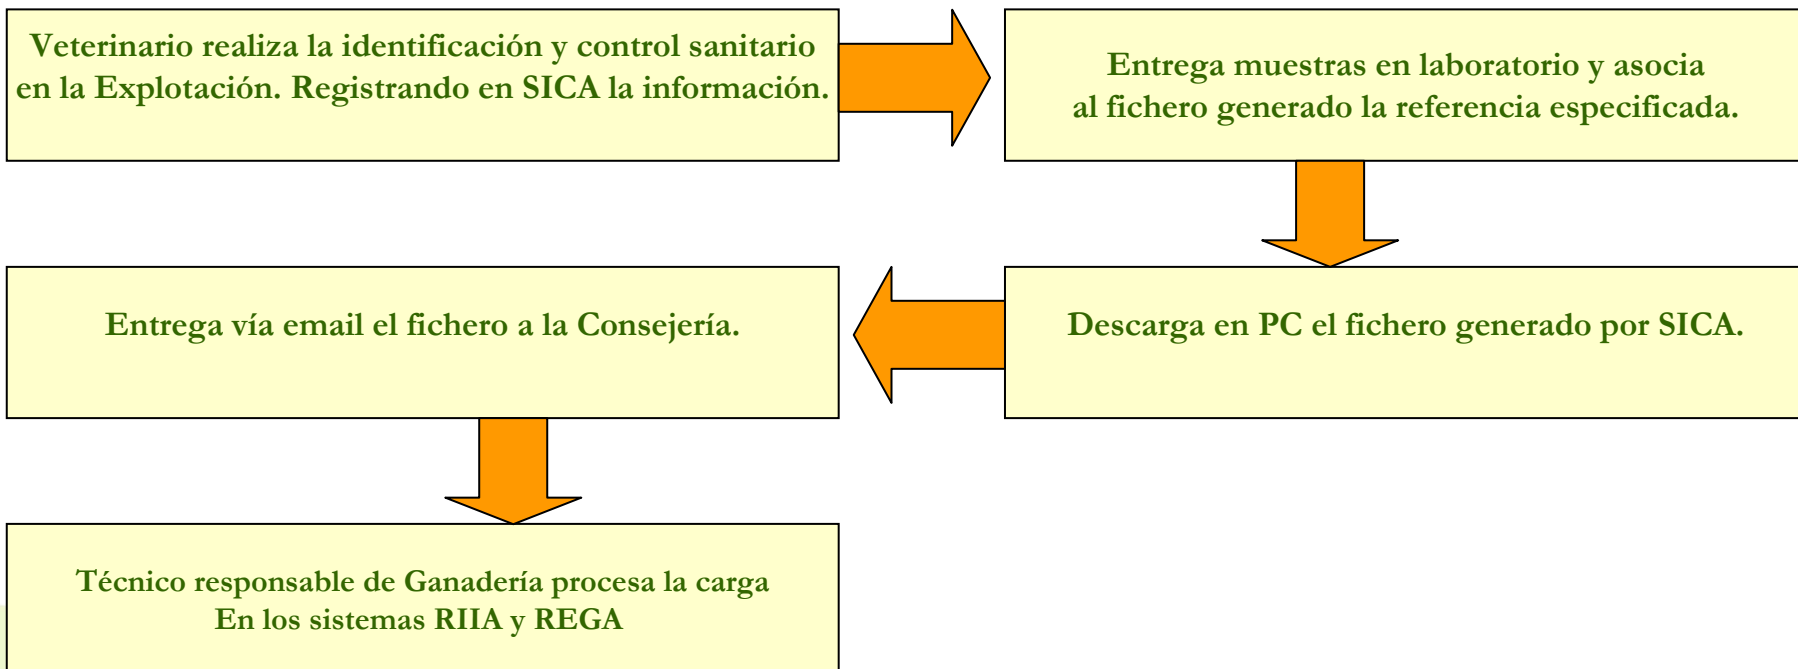 Veterinario realiza la identificación y control sanitario
en la Explotación. Registrando en SICA la información.
Entrega muestras en laboratorio y asocia
al fichero generado la referencia especificada.
Descarga en PC el fichero generado por SICA.
Entrega vía email el fichero a la Consejería.
Técnico responsable de Ganadería procesa la carga
En los sistemas RIIA y REGA